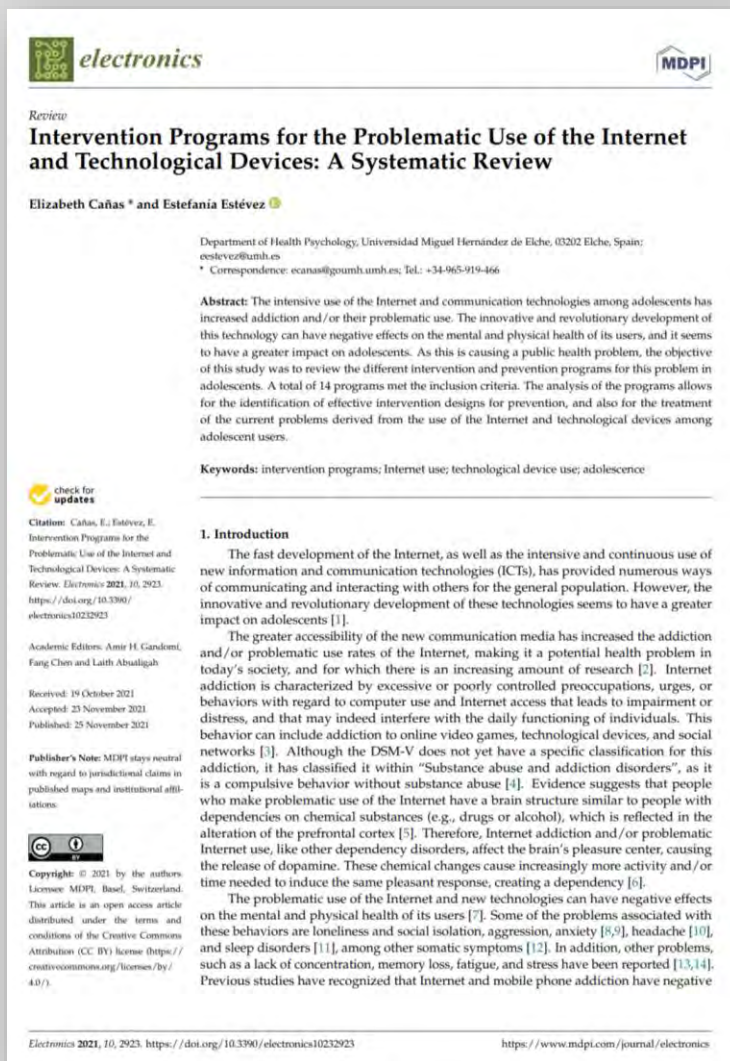 electronics
MDPI
Review
Intervention Programs for the Problematic Use of the Internet
and Technological Devices: A Systematic Review
Elizabeth Cañas * and Estefanía Estévez
Department of Health Psychology, Universidad Miguel Hernández de Elche, 03202 Elche, Spain;
eestevez@umh.es
* Correspondence: ecanas@goumh.umh.es; Tel.: +34-965-919-466
Abstract: The intensive use of the Internet and communication technologies among adolescents has
increased addiction and/or their problematic use. The innovative and revolutionary development of
this technology can have negative effects on the mental and physical health of its users, and it seems
to have a greater impact on adolescents. As this is causing a public health problem, the objective
of this study was to review the different intervention and prevention programs for this problem in
adolescents. A total of 14 programs met the inclusion criteria. The analysis of the programs allows
for the identification of effective intervention designs for prevention, and also for the treatment
of the current problems derived from the use of the Internet and technological devices among
adolescent users.
Keywords: intervention programs; Internet use; technological device use; adolescence
check for
updates
Citation: Cañas, E.; Estévez, E.
Intervention Programs for the
Problematic Use of the Internet and
Technological Devices: A Systematic
Review. Electronics 2021, 10, 2923.
https://doi.org/10.3390/
electronics10232923
Academic Editors: Amir H. Gandomi,
Fang Chen and Laith Abualigah
Received: 19 October 2021
Accepted: 23 November 2021
Published: 25 November 2021
Publisher's Note: MDPI stays neutral
with regard to jurisdictional claims in
published maps and institutional affil-
iations.
cc
BY
Copyright: © 2021 by the authors.
Licensee MDPI, Basel, Switzerland.
This article is an open access article
distributed under the terms and
conditions of the Creative Commons
Attribution (CC BY) license (https://
creativecommons.org/licenses/by/
4.0/).
1. Introduction
The fast development of the Internet, as well as the intensive and continuous use of
new information and communication technologies (ICTs), has provided numerous ways
of communicating and interacting with others for the general population. However, the
innovative and revolutionary development of these technologies seems to have a greater
impact on adolescents [1].
The greater accessibility of the new communication media has increased the addiction
and/or problematic use rates of the Internet, making it a potential health problem in
today's society, and for which there is an increasing amount of research [2]. Internet
addiction is characterized by excessive or poorly controlled preoccupations, urges, or
behaviors with regard to computer use and Internet access that leads to impairment or
distress, and that may indeed interfere with the daily functioning of individuals. This
behavior can include addiction to online video games, technological devices, and social
networks [3]. Although the DSM-V does not yet have a specific classification for this
addiction, it has classified it within “Substance abuse and addiction disorders”, as it
is a compulsive behavior without substance abuse [4]. Evidence suggests that people
who make problematic use of the Internet have a brain structure similar to people with
dependencies on chemical substances (e.g., drugs or alcohol), which is reflected in the
alteration of the prefrontal cortex [5]. Therefore, Internet addiction and/or problematic
Internet use, like other dependency disorders, affect the brain's pleasure center, causing
the release of dopamine. These chemical changes cause increasingly more activity and/or
time needed to induce the same pleasant response, creating a dependency [6].
The problematic use of the Internet and new technologies can have negative effects
on the mental and physical health of its users [7]. Some of the problems associated with
these behaviors are loneliness and social isolation, aggression, anxiety [8,9], headache [10],
and sleep disorders [11], among other somatic symptoms [12]. In addition, other problems,
such as a lack of concentration, memory loss, fatigue, and stress have been reported [13,14].
Previous studies have recognized that Internet and mobile phone addiction have negative
Electronics 2021, 10, 2923. https://doi.org/10.3390/electronics10232923
https://www.mdpi.com/journal/electronics